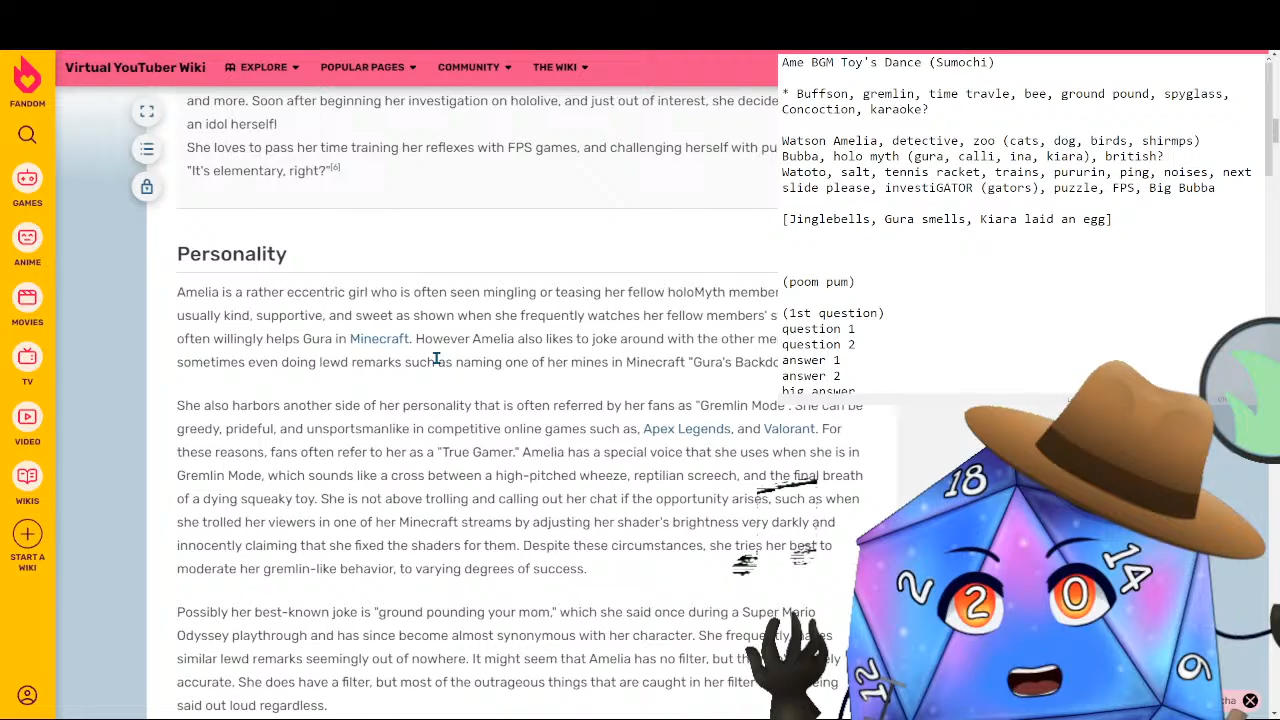 Virtual YouTuber Wiki
EXPLORE
POPULAR PAGES
COMMUNITY
THE WIKI
FANDOM
GAMES
ANIME
MOVIES
TV
VIDEO
WIKIS
START A
WIKI
and more. Soon after beginning her investigation on hololive, and just out of interest, she decide
an idol herself!
She loves to pass her time training her reflexes with FPS games, and challenging herself with pu
"It's elementary, right?"[6]
Personality
Amelia is a rather eccentric girl who is often seen mingling or teasing her fellow holoMyth member
usually kind, supportive, and sweet as shown when she frequently watches her fellow members' s
often willingly helps Gura in Minecraft. However Amelia also likes to joke around with the other me
sometimes even doing lewd remarks such as naming one of her mines in Minecraft "Gura's Backdo
She also harbors another side of her personality that is often referred by her fans as "Gremlin Mode". She can be
greedy, prideful, and unsportsmanlike in competitive online games such as, Apex Legends, and Valorant. For
these reasons, fans often refer to her as a "True Gamer." Amelia has a special voice that she uses when she is in
Gremlin Mode, which sounds like a cross between a high-pitched wheeze, reptilian screech, and the final breath
of a dying squeaky toy. She is not above trolling and calling out her chat if the opportunity arises, such as when
she trolled her viewers in one of her Minecraft streams by adjusting her shader's brightness very darkly and
innocently claiming that she fixed the shaders for them. Despite these circumstances, she tries her best to
moderate her gremlin-like behavior, to varying degrees of success.
Possibly her best-known joke is "ground pounding your mom," which she said once during a Super Mario
Odyssey playthrough and has since become almost synonymous with her character. She frequently makes
similar lewd remarks seemingly out of nowhere. It might seem that Amelia has no filter, but
accurate. She does have a filter, but most of the outrageous things that are caught in her filter being
said out loud regardless.
Ame BGM Toy's Dance (Sumochi)
* Buffson, gremlin, time travle, bee, ground pound, spyglass,
Concoction, karaoke?
Watson Amelia, detective, zoo (cats, dog, birds, shirmps)
Bubba, holo myth (gura, calli, ina, kiara), british?
Watoto, salt, tennis racket, trains, pururin, ping, noises, next
slide please, investiGATOR (gators), puzzle, FPS, Big Bubba
[Jinglebells, Gura smells, Kiara laid an egg]
(poom pum)
(1st question)
question 1
question 2
answer 1
answer 2
big answer
18
14
2
2
0
12
6